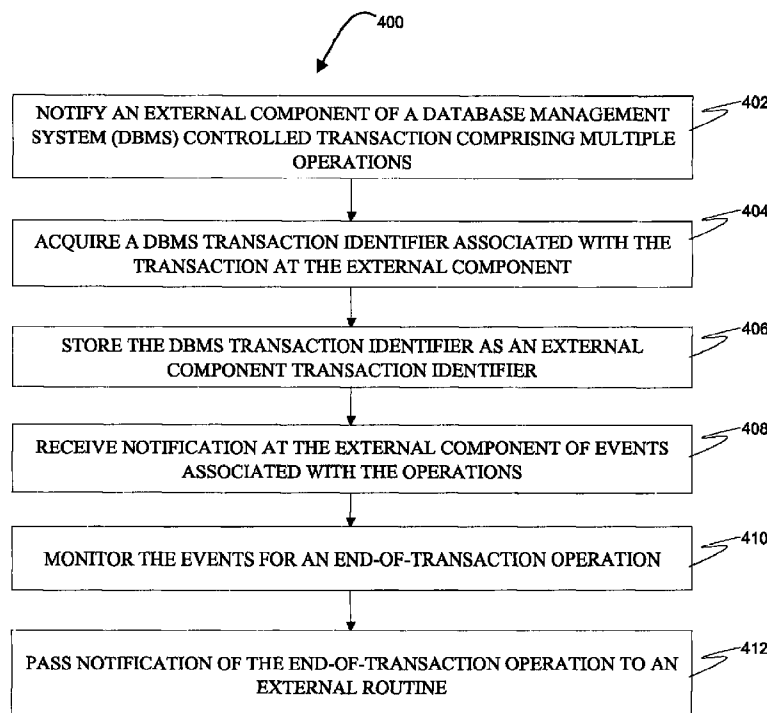 400
NOTIFY AN EXTERNAL COMPONENT OF A DATABASE MANAGEMENT
SYSTEM (DBMS) CONTROLLED TRANSACTION COMPRISING MULTIPLE
OPERATIONS
402
ACQUIRE A DBMS TRANSACTION IDENTIFIER ASSOCIATED WITH THE
TRANSACTION AT THE EXTERNAL COMPONENT
404
STORE THE DBMS TRANSACTION IDENTIFIER AS AN EXTERNAL
COMPONENT TRANSACTION IDENTIFIER
406
RECEIVE NOTIFICATION AT THE EXTERNAL COMPONENT OF EVENTS
ASSOCIATED WITH THE OPERATIONS
408
MONITOR THE EVENTS FOR AN END-OF-TRANSACTION OPERATION
410
PASS NOTIFICATION OF THE END-OF-TRANSACTION OPERATION TO AN
EXTERNAL ROUTINE
412